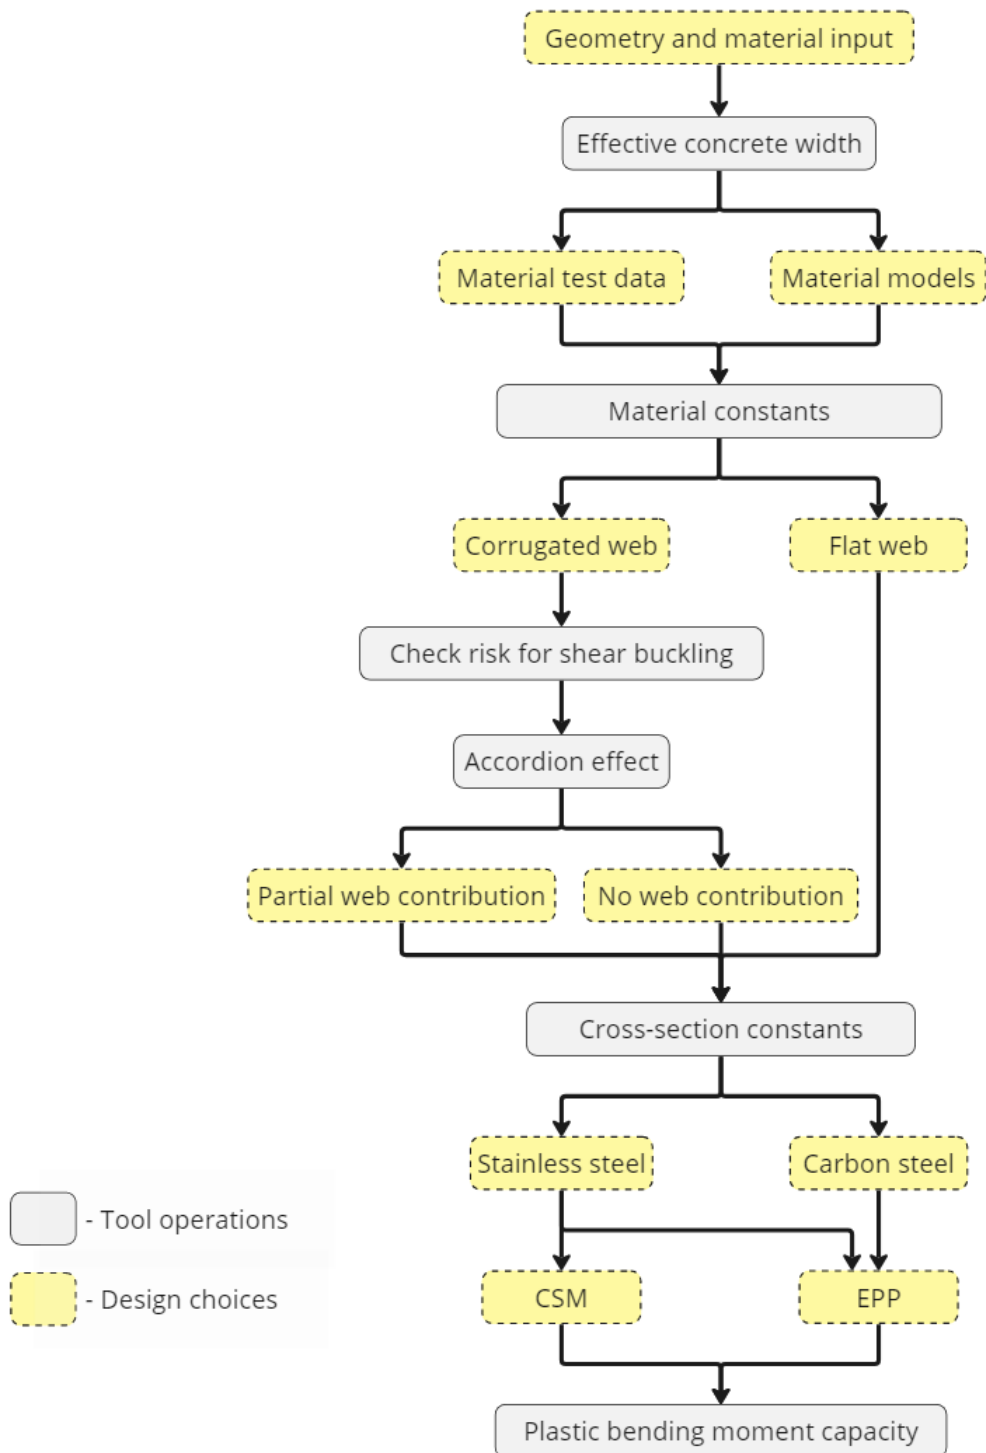 Geometry and material input
Effective concrete width
Material test data
Material models
Material constants
Corrugated web
Flat web
Check risk for shear buckling
Accordion effect
Partial web contribution
No web contribution
Cross-section constants
Stainless steel
Carbon steel
- Tool operations
- Design choices
CSM
EPP
Plastic bending moment capacity